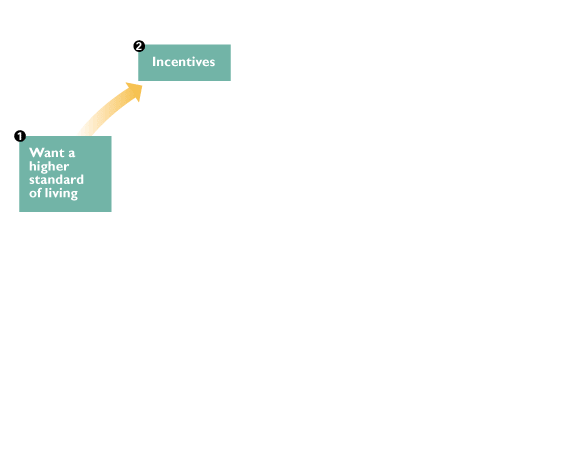 2
Incentives
1
Want a
higher
standard
of living